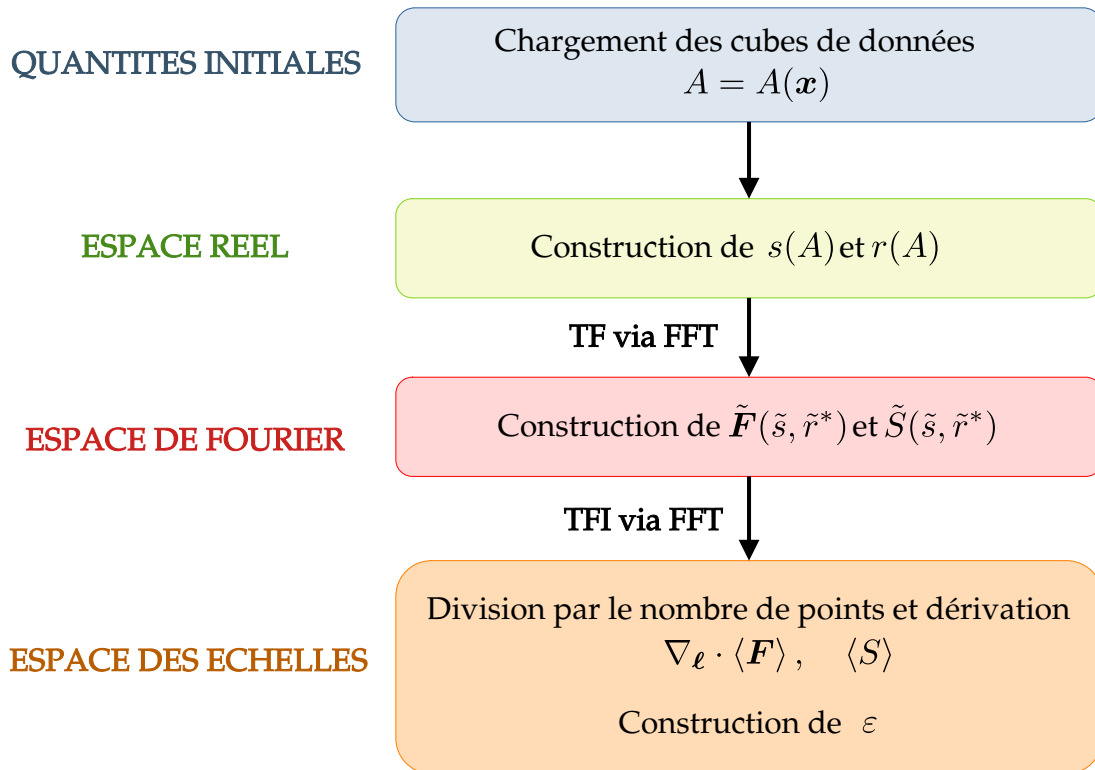 QUANTITES INITIALES
Chargement des cubes de données
A = A(𝒙)
ESPACE REEL
Construction de s(A) et r(A)
TF via FFT
ESPACE DE FOURIER
Construction de F̃(s̃, r̃*) et S̃(s̃, r̃*)
TFI via FFT
ESPACE DES ECHELLES
Division par le nombre de points et dérivation
∇ℓ · ⟨F⟩ , ⟨S⟩
Construction de ε